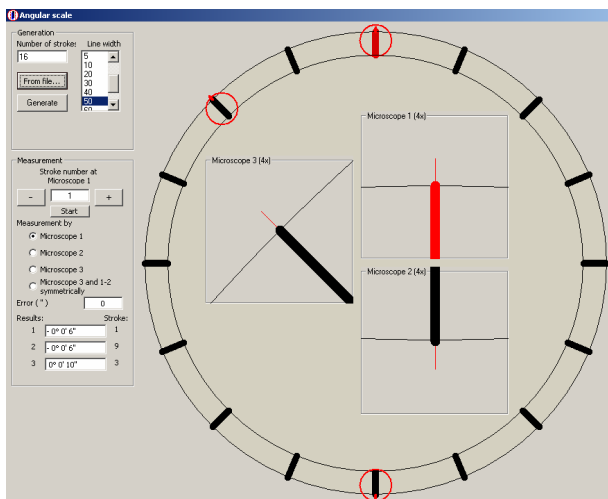 Angular scale
Generation
Number of stroke:
Line width
16
5
10
20
30
40
50
60
From file...
Generate
Measurement
Stroke number at
Microscope 1
-
1
+
Start
Measurement by
Microscope 1
Microscope 2
Microscope 3
Microscope 3 and 1-2
symmetrically
Error ( " )
0
Results:
Stroke:
1
- 0° 0' 6"
1
2
- 0° 0' 6"
9
3
0° 0' 10"
3
Microscope 3 (4x)
Microscope 1 (4x)
Microscope 2 (4x)